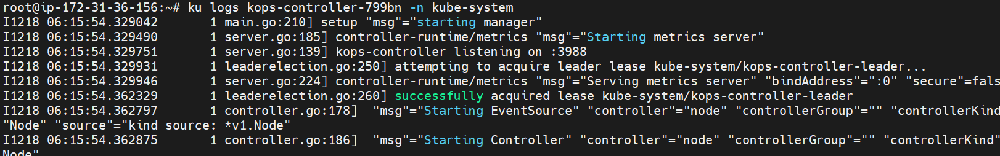 root@ip-172-31-36-156:~# ku logs kops-controller-799bn -n kube-system
I1218 06:15:54.329042       1 main.go:210] setup "msg"="starting manager"
I1218 06:15:54.329490       1 server.go:185] controller-runtime/metrics "msg"="Starting metrics server"
I1218 06:15:54.329751       1 server.go:139] kops-controller listening on :3988
I1218 06:15:54.329931       1 leaderelection.go:250] attempting to acquire leader lease kube-system/kops-controller-leader...
I1218 06:15:54.329946       1 server.go:224] controller-runtime/metrics "msg"="Serving metrics server" "bindAddress"=":0" "secure"=fals
I1218 06:15:54.362329       1 leaderelection.go:260] successfully acquired lease kube-system/kops-controller-leader
I1218 06:15:54.362797       1 controller.go:178]  "msg"="Starting EventSource" "controller"="node" "controllerGroup"="" "controllerKind
"Node" "source"="kind source: *v1.Node"
I1218 06:15:54.362875       1 controller.go:186]  "msg"="Starting Controller" "controller"="node" "controllerGroup"="" "controllerKind"
Node"